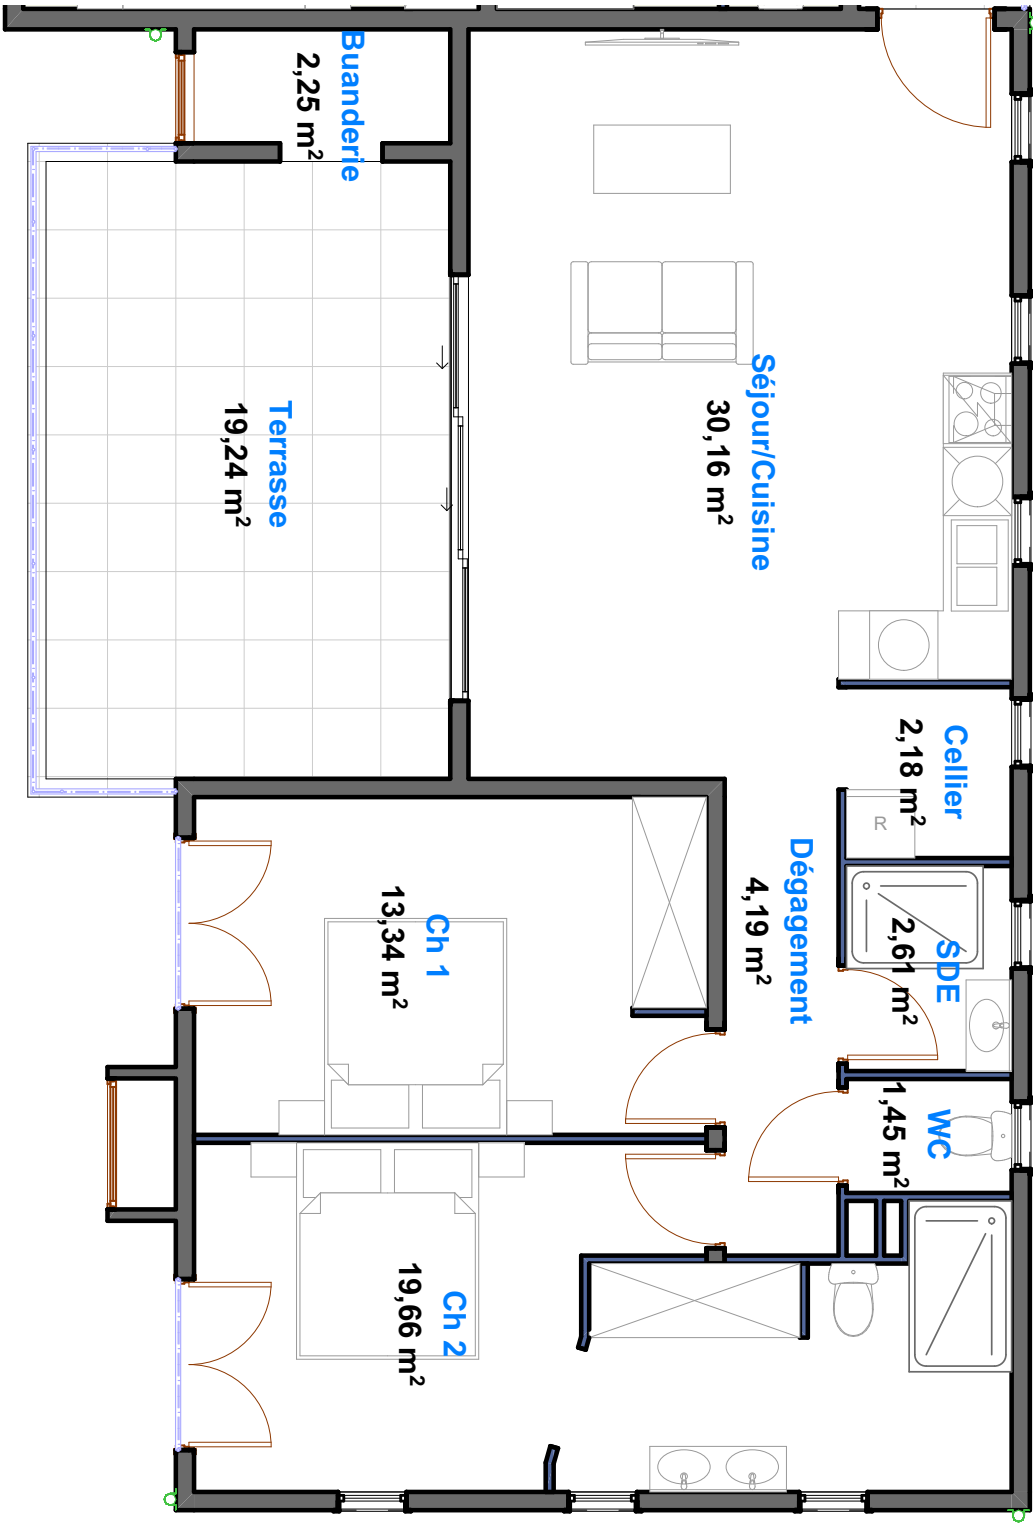 Buanderie
2,25 m²
Terrasse
19,24 m²
Séjour/Cuisine
30,16 m²
Cellier
2,18 m²
R
Dégagement
4,19 m²
SDE
2,61 m²
WC
1,45 m²
Ch 1
13,34 m²
Ch 2
19,66 m²